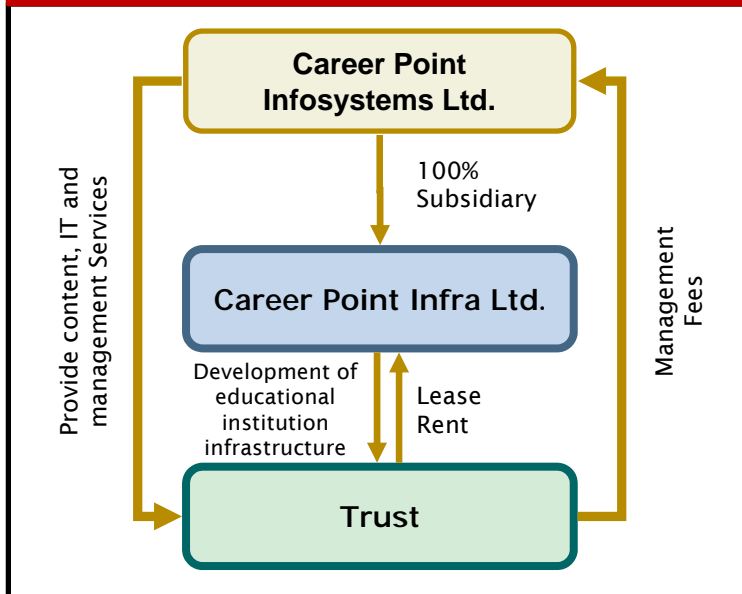 Career Point
Infosystems Ltd.
100%
Subsidiary
Provide content, IT and
management Services
Management
Fees
Career Point Infra Ltd.
Development of
educational
institution
infrastructure
Lease
Rent
Trust